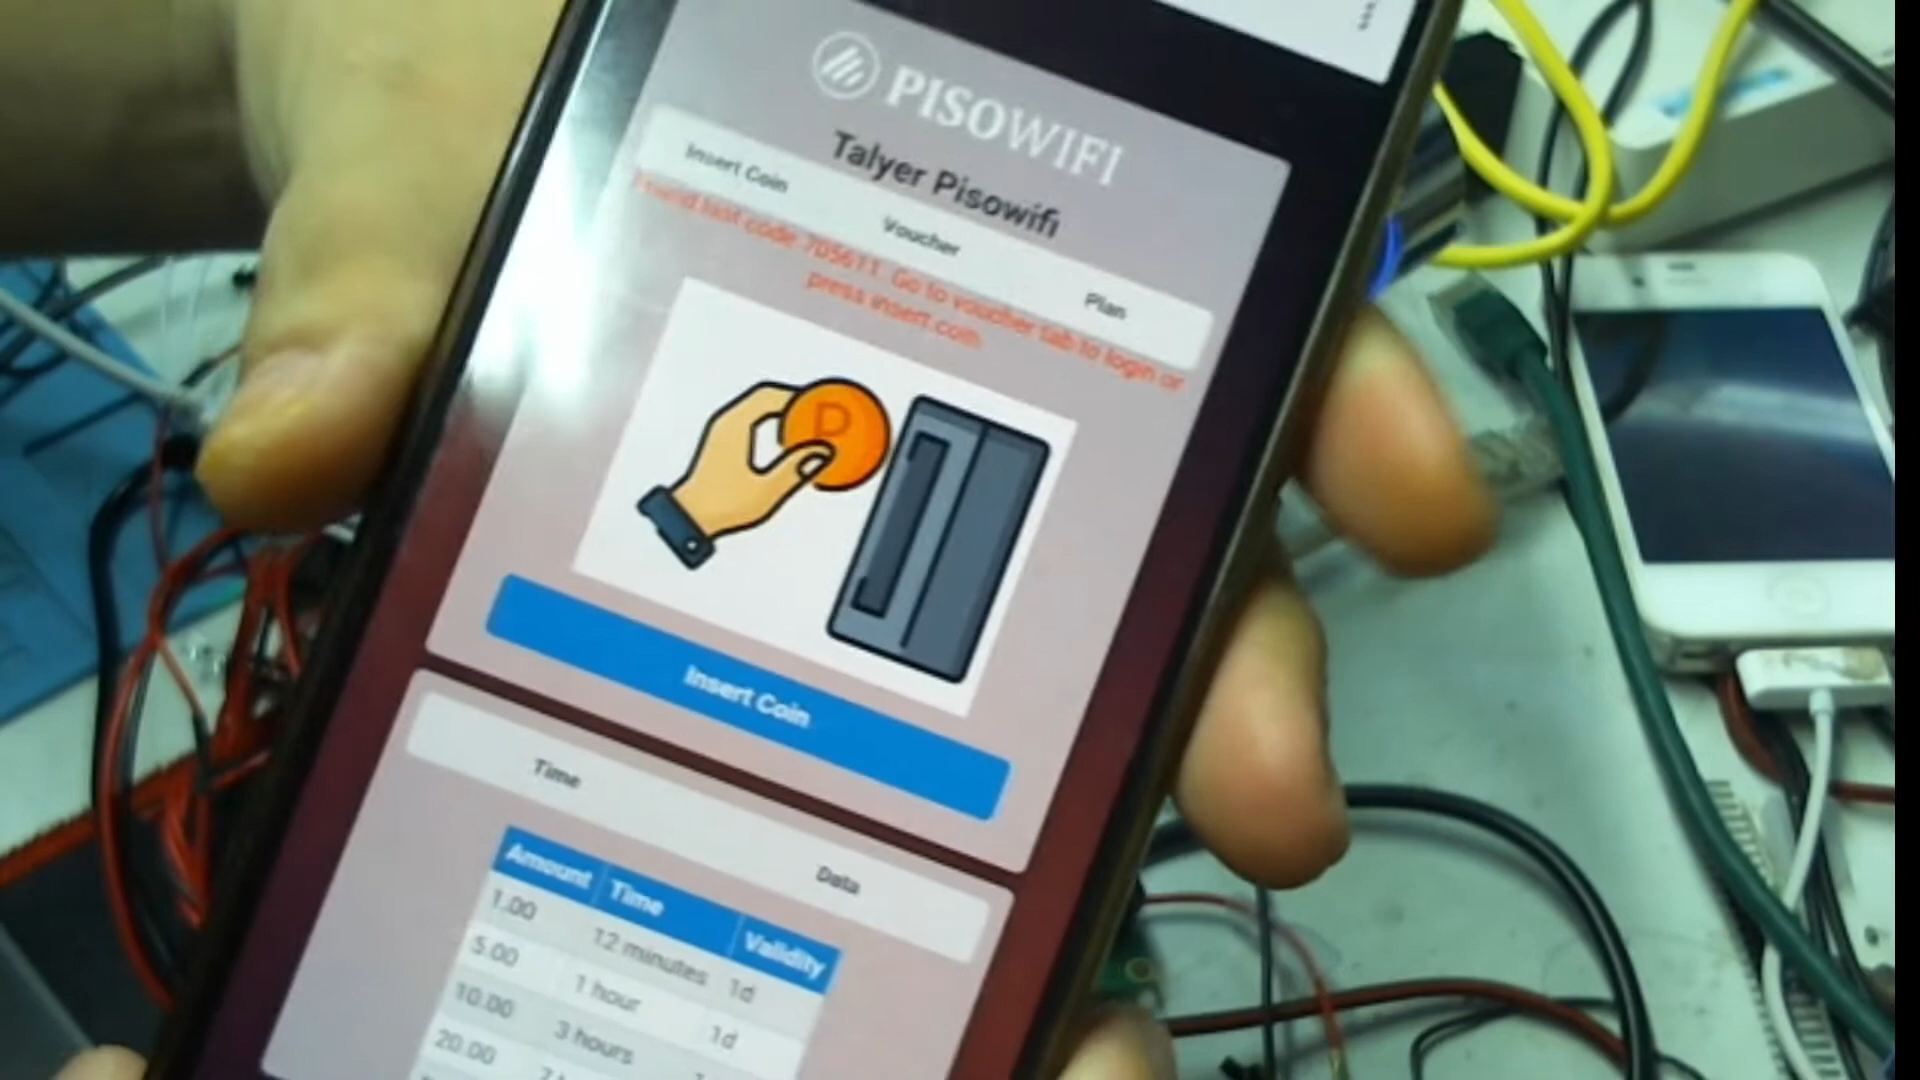 PISOWIFI
Talyer Pisowifi
Insert Coin Voucher Plan
Found last code 705611. Go to voucher tab to login or
press insert coin
D
Insert Coin
Time Data
Amount Time Validity
1.00 12 minutes 1d
5.00 1 hour 1d
10.00 3 hours
20.00